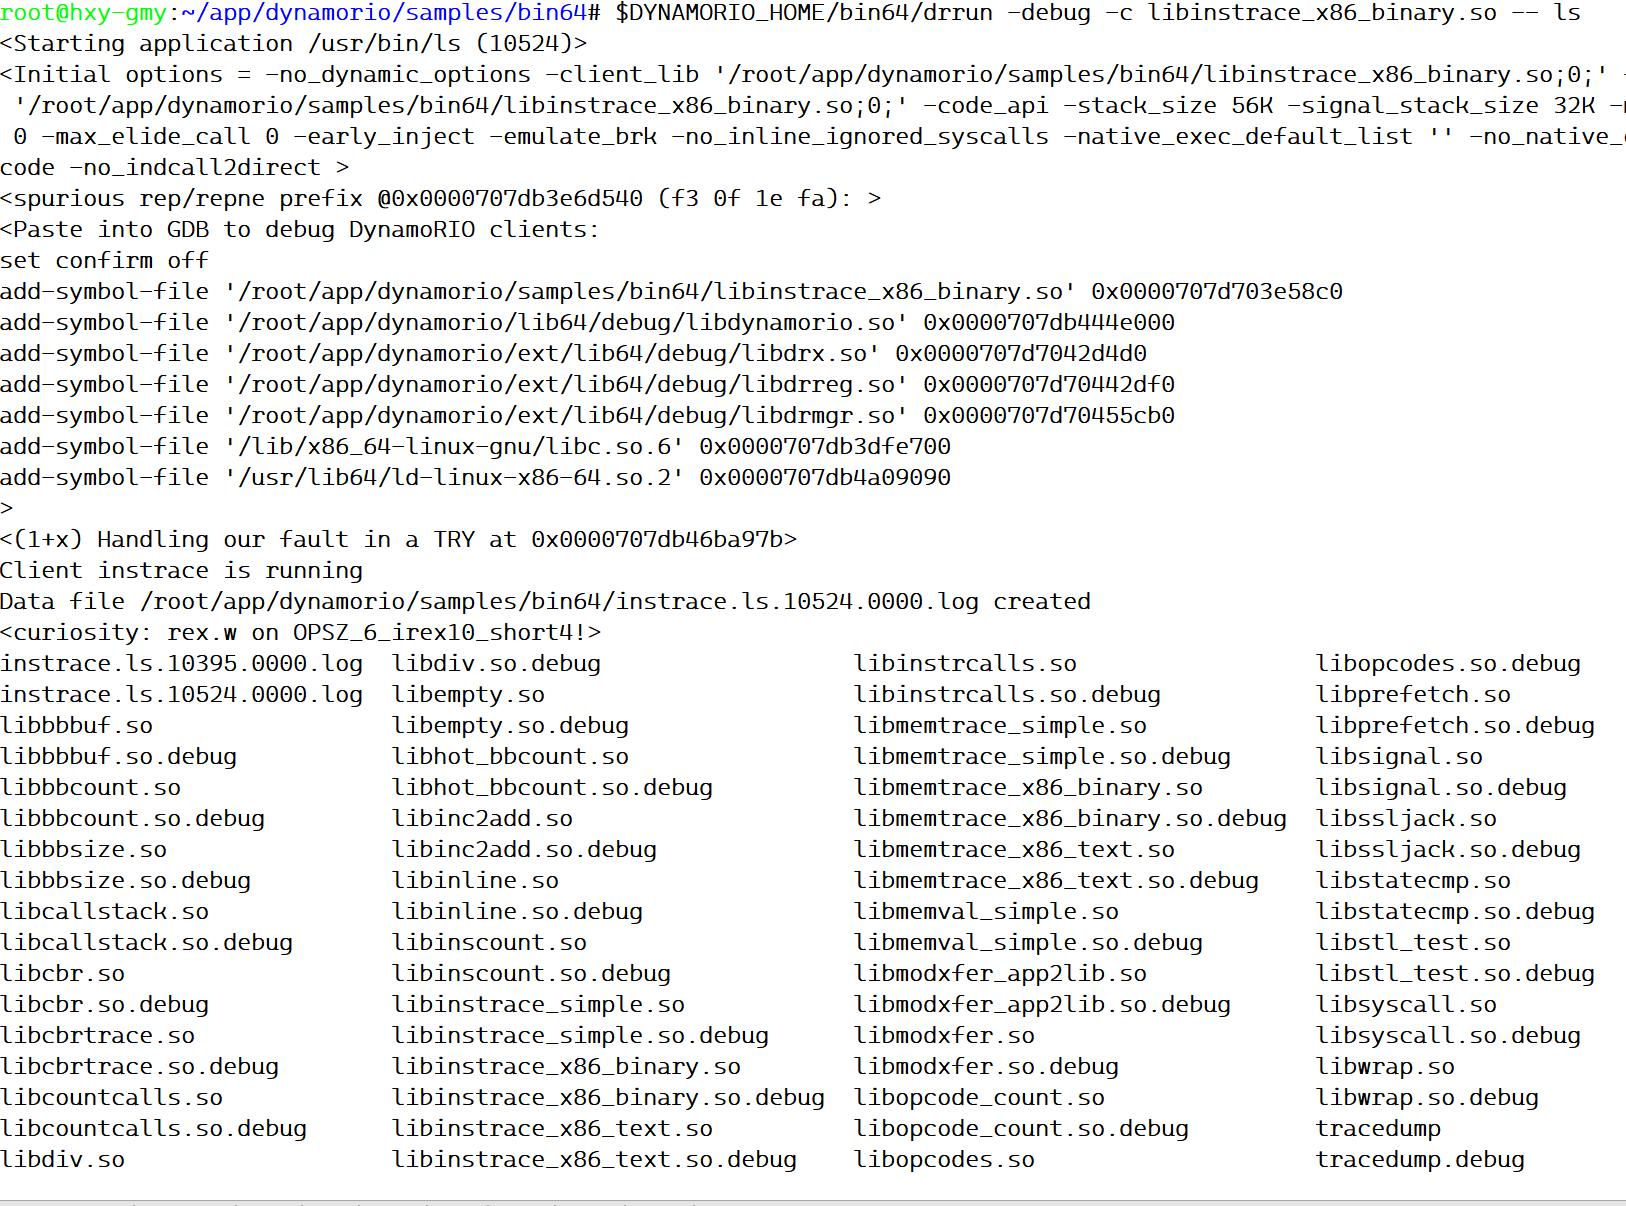 root@hxy-gmy:~/app/dynamorio/samples/bin64# $DYNAMORIO_HOME/bin64/drrun -debug -c libinstrace_x86_binary.so -- ls
<Starting application /usr/bin/ls (10524)>
<Initial options = -no_dynamic_options -client_lib '/root/app/dynamorio/samples/bin64/libinstrace_x86_binary.so;0;' -
'/root/app/dynamorio/samples/bin64/libinstrace_x86_binary.so;0;' -code_api -stack_size 56K -signal_stack_size 32K -
0 -max_elide_call 0 -early_inject -emulate_brk -no_inline_ignored_syscalls -native_exec_default_list '' -no_native_
code -no_indcall2direct >
<spurious rep/repne prefix @0x0000707db3e6d540 (f3 0f 1e fa): >
<Paste into GDB to debug DynamoRIO clients:
set confirm off
add-symbol-file '/root/app/dynamorio/samples/bin64/libinstrace_x86_binary.so' 0x0000707d703e58c0
add-symbol-file '/root/app/dynamorio/lib64/debug/libdynamorio.so' 0x0000707db444e000
add-symbol-file '/root/app/dynamorio/ext/lib64/debug/libdrx.so' 0x0000707d7042d4d0
add-symbol-file '/root/app/dynamorio/ext/lib64/debug/libdrreg.so' 0x0000707d70442df0
add-symbol-file '/root/app/dynamorio/ext/lib64/debug/libdrmgr.so' 0x0000707d70455cb0
add-symbol-file '/lib/x86_64-linux-gnu/libc.so.6' 0x0000707db3dfe700
add-symbol-file '/usr/lib64/ld-linux-x86-64.so.2' 0x0000707db4a09090
>
<(1+x) Handling our fault in a TRY at 0x0000707db46ba97b>
Client instrace is running
Data file /root/app/dynamorio/samples/bin64/instrace.ls.10524.0000.log created
<curiosity: rex.w on OPSZ_6_irex10_short4!>
instrace.ls.10395.0000.log libdiv.so.debug libinstrcalls.so libopcodes.so.debug
instrace.ls.10524.0000.log libempty.so libinstrcalls.so.debug libprefetch.so
libbbbuf.so libempty.so.debug libmemtrace_simple.so libprefetch.so.debug
libbbbuf.so.debug libhot_bbcount.so libmemtrace_simple.so.debug libsignal.so
libbbcount.so libhot_bbcount.so.debug libmemtrace_x86_binary.so libsignal.so.debug
libbbcount.so.debug libinc2add.so libmemtrace_x86_binary.so.debug libssljack.so
libbbsize.so libinc2add.so.debug libmemtrace_x86_text.so libssljack.so.debug
libbbsize.so.debug libinline.so libmemtrace_x86_text.so.debug libstatecmp.so
libcallstack.so libinline.so.debug libmemval_simple.so libstatecmp.so.debug
libcallstack.so.debug libinscount.so libmemval_simple.so.debug libstl_test.so
libcbr.so libinscount.so.debug libmodxfer_app2lib.so libstl_test.so.debug
libcbr.so.debug libinstrace_simple.so libmodxfer_app2lib.so.debug libsyscall.so
libcbrtrace.so libinstrace_simple.so.debug libmodxfer.so libsyscall.so.debug
libcbrtrace.so.debug libinstrace_x86_binary.so libmodxfer.so.debug libwrap.so
libcountcalls.so libinstrace_x86_binary.so.debug libopcode_count.so libwrap.so.debug
libcountcalls.so.debug libinstrace_x86_text.so libopcode_count.so.debug tracedump
libdiv.so libinstrace_x86_text.so.debug libopcodes.so tracedump.debug